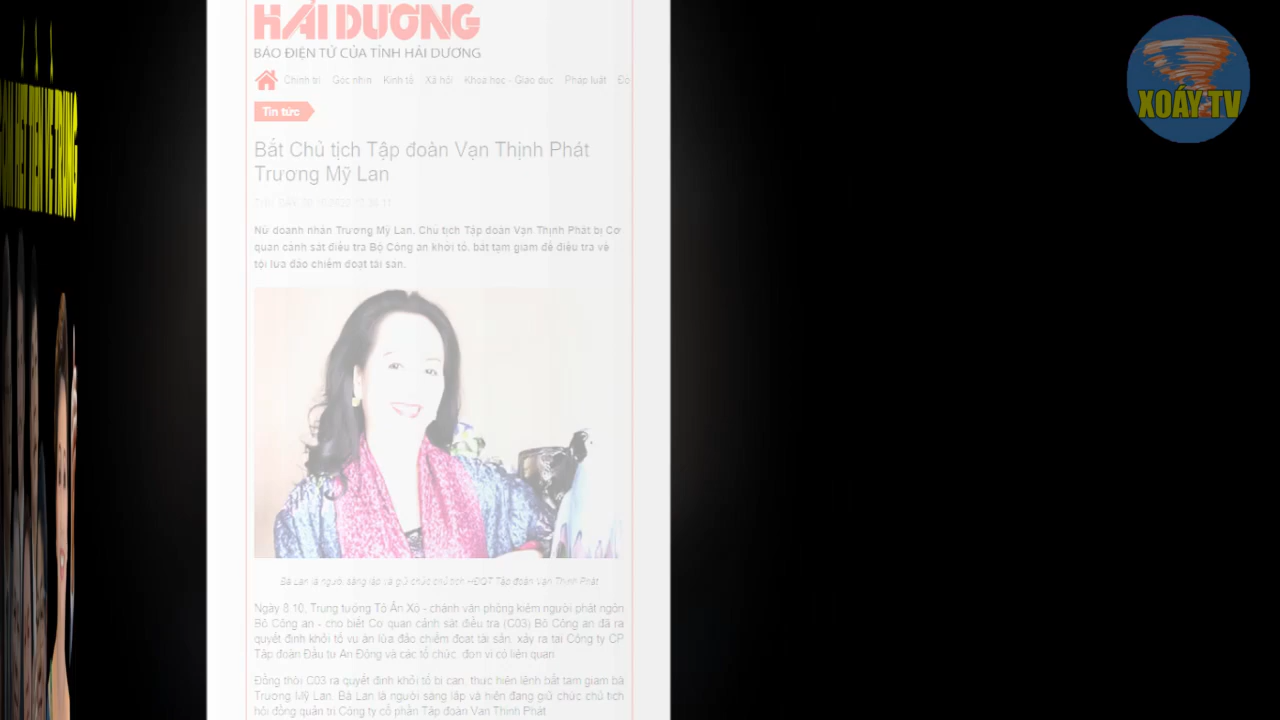 HẢI DƯƠNG
BÁO ĐIỆN TỬ CỦA TỈNH HẢI DƯƠNG
Chính trị Góc nhìn Kinh tế Xã hội Khoa học - Giáo dục Pháp luật
Tin tức
Bắt Chủ tịch Tập đoàn Vạn Thịnh Phát
Trương Mỹ Lan
Nữ doanh nhân Trương Mỹ Lan, Chủ tịch Tập đoàn Vạn Thịnh Phát bị Cơ
quan cảnh sát điều tra Bộ Công an khởi tố, bắt tạm giam để điều tra về
tội lừa đảo chiếm đoạt tài sản.
Bà Lan là người sáng lập và giữ chức chủ tịch HĐQT Tập đoàn Vạn Thịnh Phát
Ngày 8.10, Trung tướng Tô Ân Xô - chánh văn phòng kiêm người phát ngôn
Bộ Công an - cho biết Cơ quan cảnh sát điều tra (C03) Bộ Công an đã ra
quyết định khởi tố vụ án lừa đảo chiếm đoạt tài sản, xảy ra tại Công ty CP
Tập đoàn Đầu tư An Đông và các tổ chức, đơn vị có liên quan.
Đồng thời C03 ra quyết định khởi tố bị can, thực hiện lệnh bắt tạm giam bà
Trương Mỹ Lan. Bà Lan là người sáng lập và hiện đang giữ chức chủ tịch
hội đồng quản trị Công ty cổ phần Tập đoàn Vạn Thịnh Phát
XOÁY TV